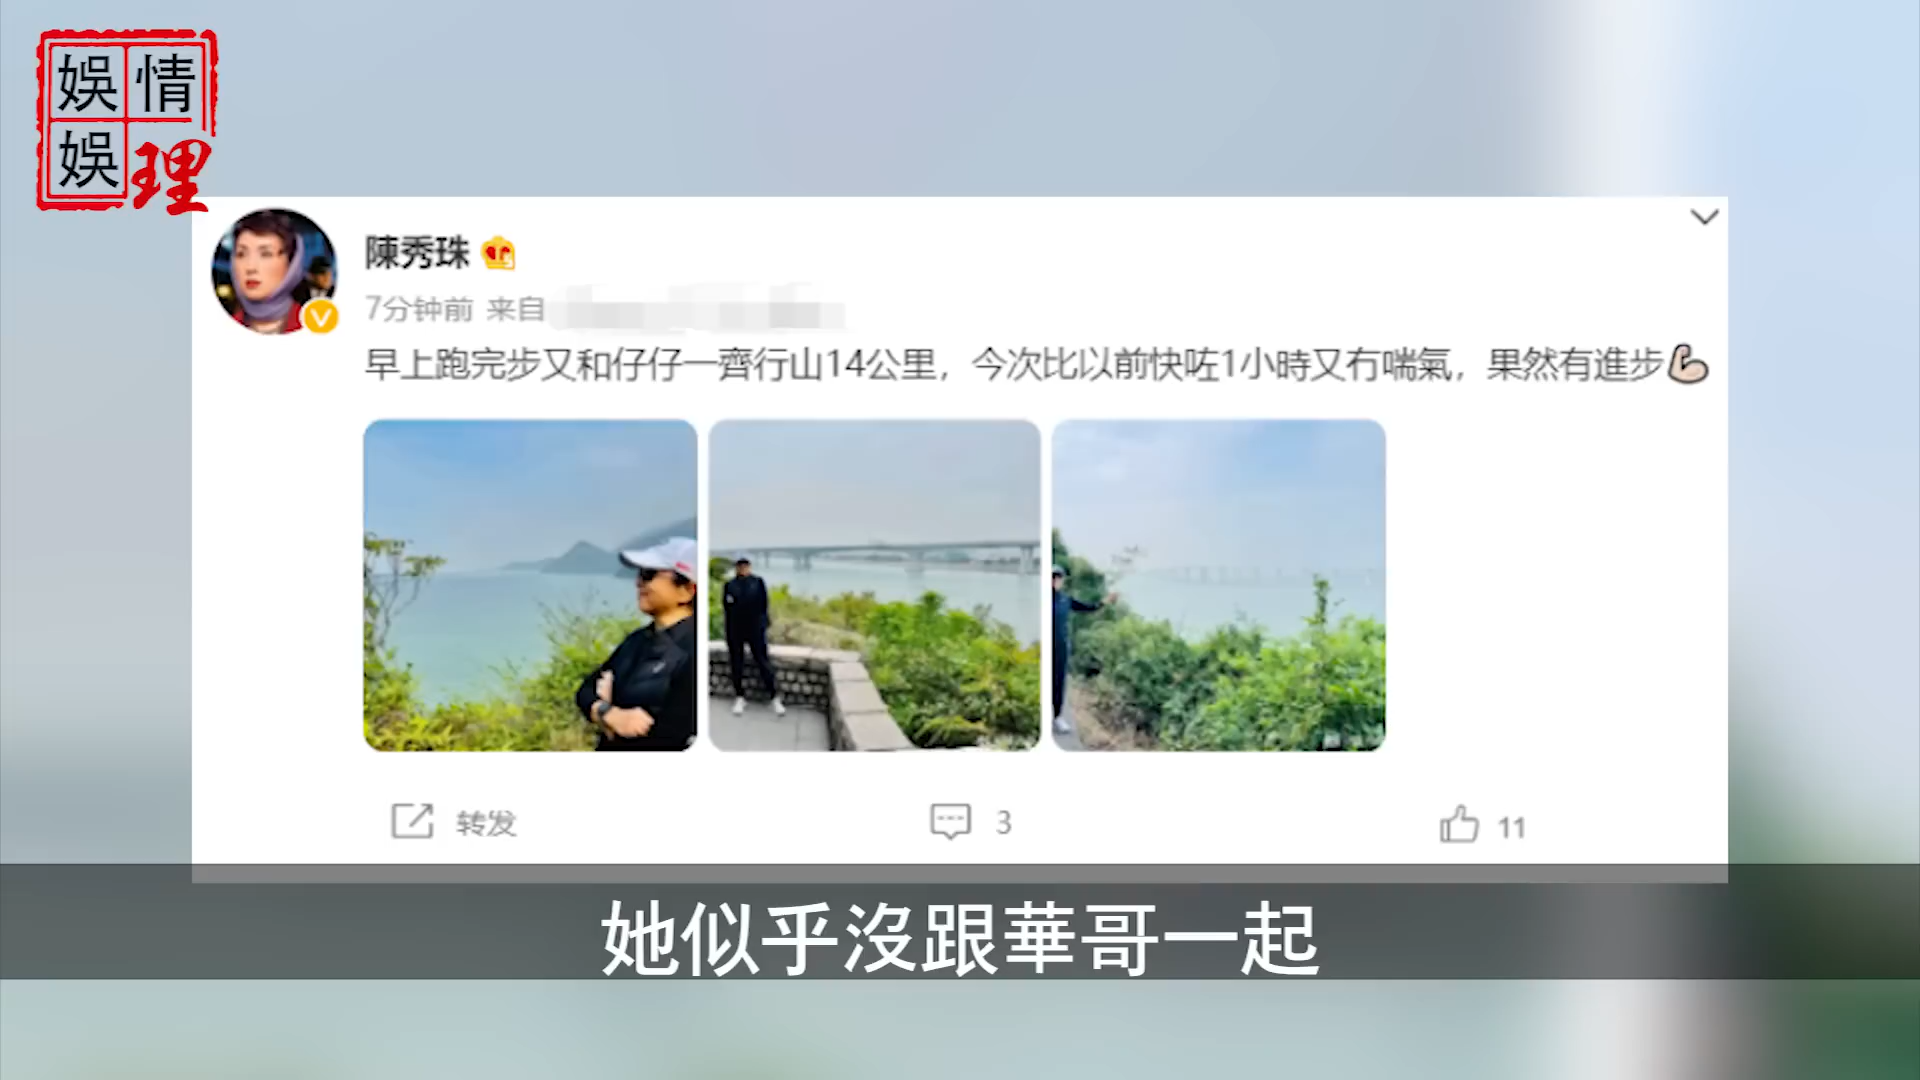 娛情
娛理
陳秀珠
7分钟前 来自
早上跑完步又和仔仔一齊行山14公里，今次比以前快咗1小時又冇喘氣，果然有進步
转发
3
11
她似乎沒跟華哥一起